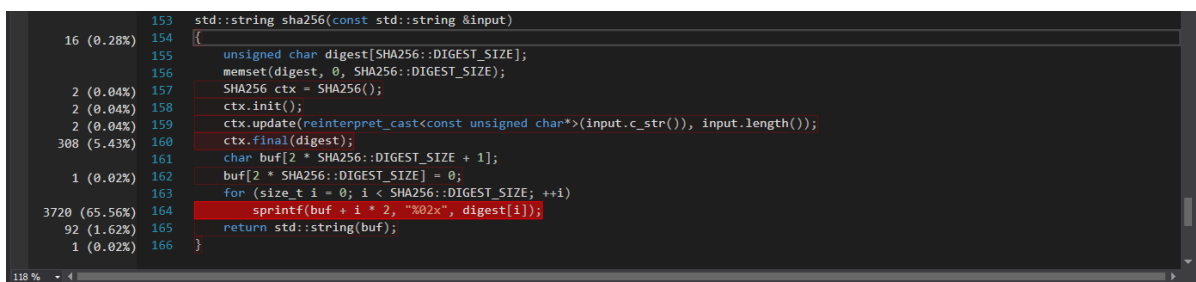 153 std::string sha256(const std::string &input)
16 (0.28%) 154 {
155 unsigned char digest[SHA256::DIGEST_SIZE];
156 memset(digest, 0, SHA256::DIGEST_SIZE);
2 (0.04%) 157 SHA256 ctx = SHA256();
2 (0.04%) 158 ctx.init();
2 (0.04%) 159 ctx.update(reinterpret_cast<const unsigned char*>(input.c_str()), input.length());
308 (5.43%) 160 ctx.final(digest);
161 char buf[2 * SHA256::DIGEST_SIZE + 1];
1 (0.02%) 162 buf[2 * SHA256::DIGEST_SIZE] = 0;
163 for (size_t i = 0; i < SHA256::DIGEST_SIZE; ++i)
3720 (65.56%) 164 sprintf(buf + i * 2, "%02x", digest[i]);
92 (1.62%) 165 return std::string(buf);
1 (0.02%) 166 }
118 %